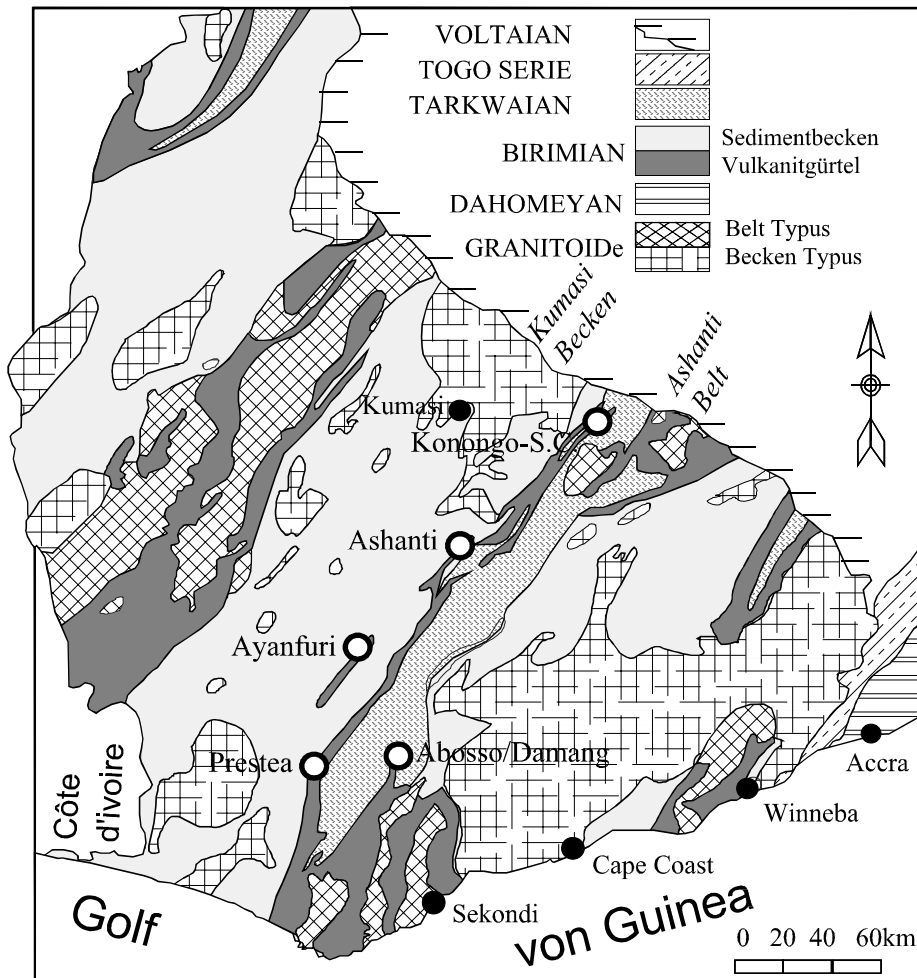 VOLTAIAN
TOGO SERIE
TARKWAIAN
BIRIMIAN
Sedimentbecken
Vulkanitgürtel
DAHOMEYAN
GRANITOIDe
Belt Typus
Becken Typus
Kumasi
Becken
Ashanti
Belt
Kumasi
Konongo-S.C.
Ashanti
Ayanfuri
Prestea
Abosso/Damang
Accra
Winneba
Cape Coast
Sekondi
Côte
d'ivoire
Golf
von Guinea
0 20 40 60km